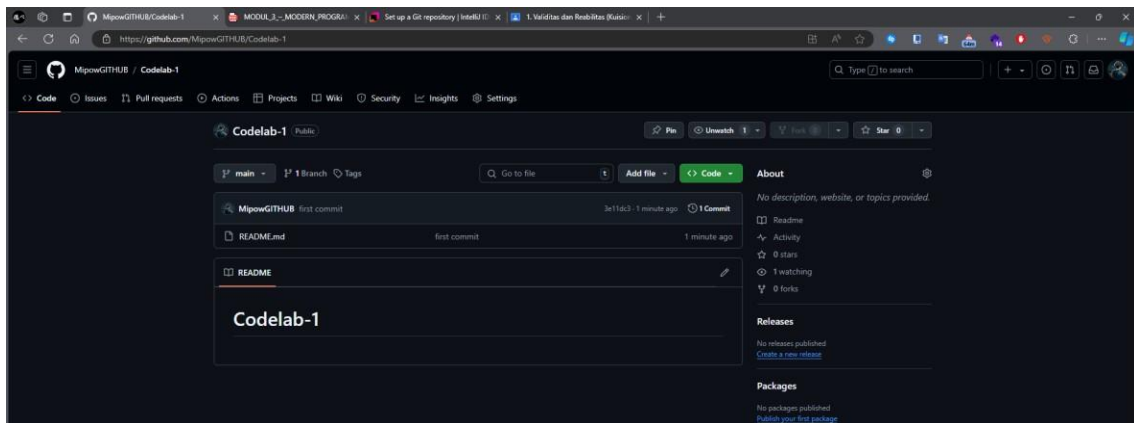 MipowGITHUB/Codelab-1
MODUL_3_-_MODERN_PROGRA
Set up a Git repository | IntelliJ ID
1. Validitas dan Reabilitas (Kuision
https://github.com/MipowGITHUB/Codelab-1
MipowGITHUB / Codelab-1
Type / to search
Code Issues Pull requests Actions Projects Wiki Security Insights Settings
Codelab-1 Public
Pin Unwatch 1 Fork 0 Star 0
main 1 Branch Tags Go to file t Add file Code
MipowGITHUB first commit 3e11dc3 · 1 minute ago 1 Commit
README.md first commit 1 minute ago
README
Codelab-1
About
No description, website, or topics provided.
Readme
Activity
0 stars
1 watching
0 forks
Releases
No releases published
Create a new release
Packages
No packages published
Publish your first package